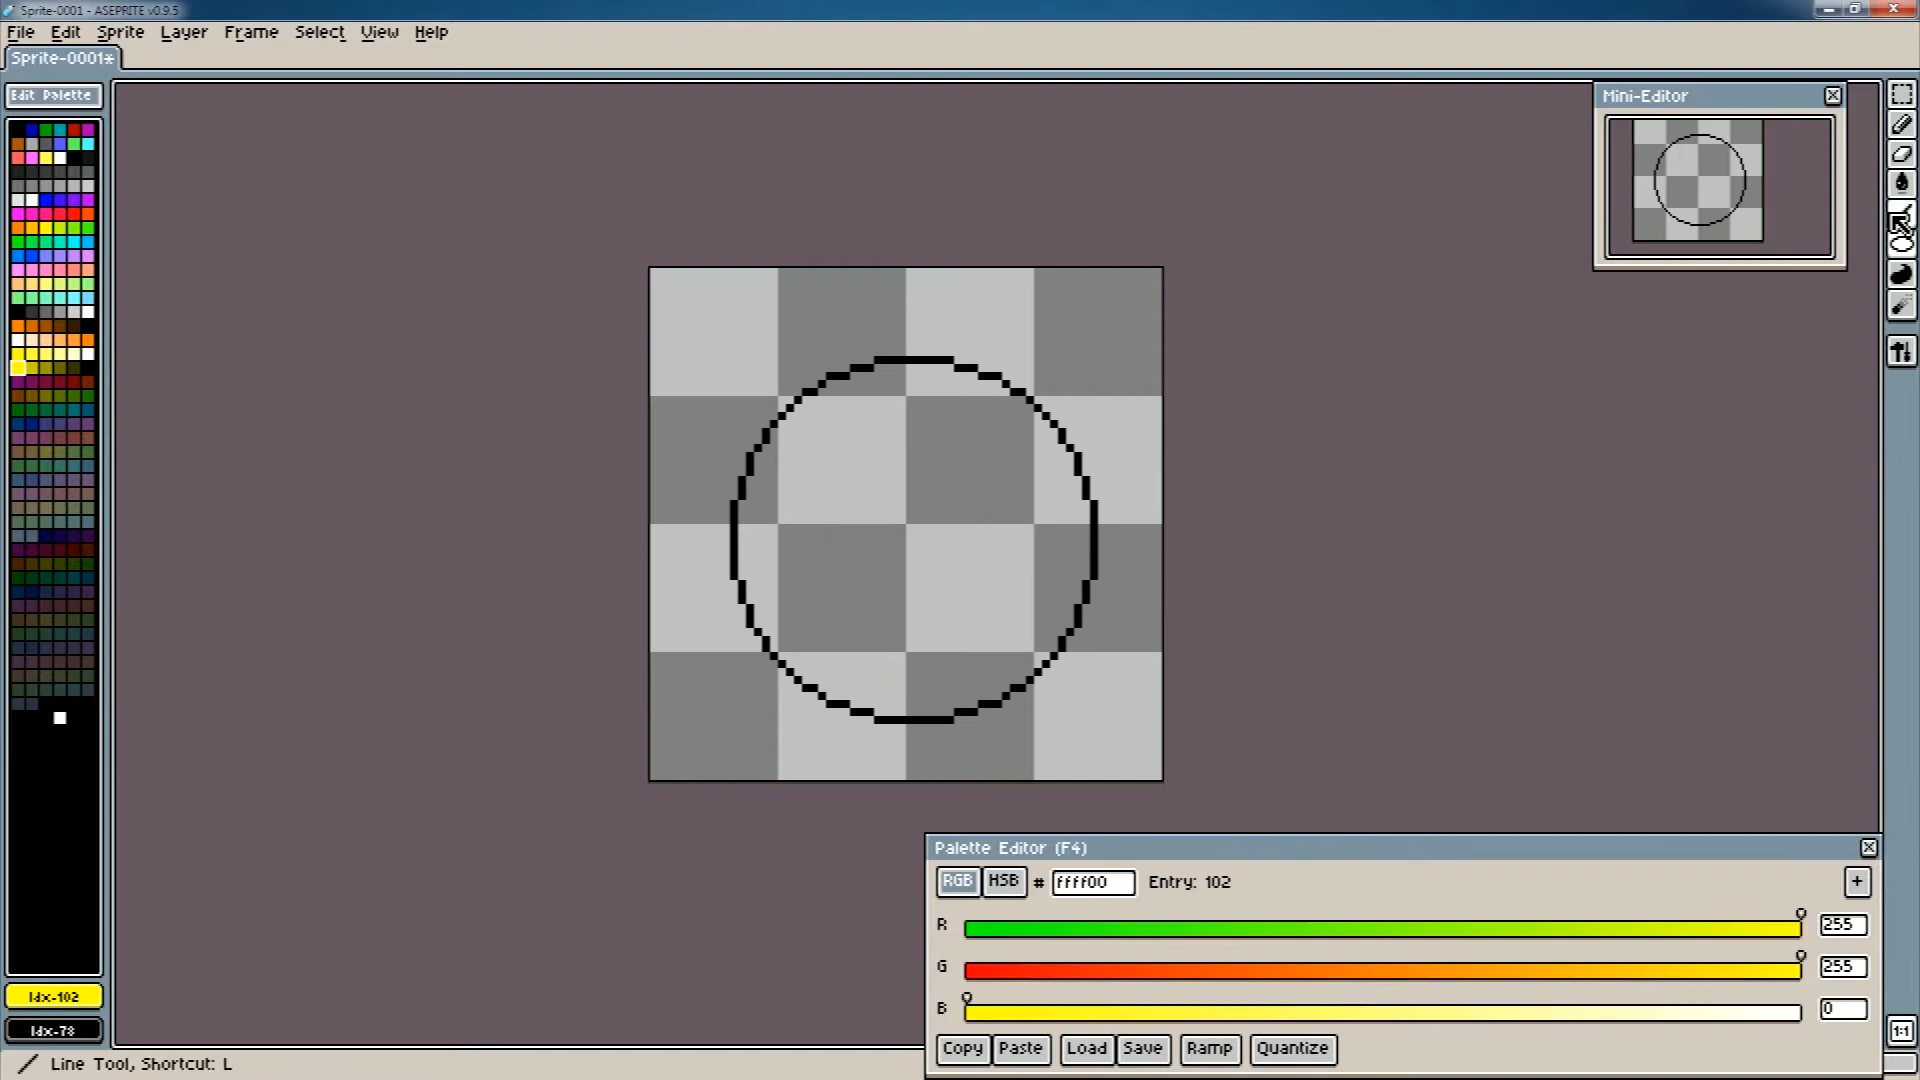 Sprite-0001 - ASEPRITE v0.9.5
File Edit Sprite Layer Frame Select View Help
Sprite-0001*
Edit Palette
Mini-Editor
Palette Editor (F4)
RGB HSB # ffff00 Entry: 102 +
R 255
G 255
B 0
Copy Paste Load Save Ramp Quantize
Idx-102
Idx-78
1:1
Line Tool, Shortcut: L